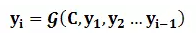 yᵢ = 𝒢(C, y₁, y₂ … yᵢ₋₁)